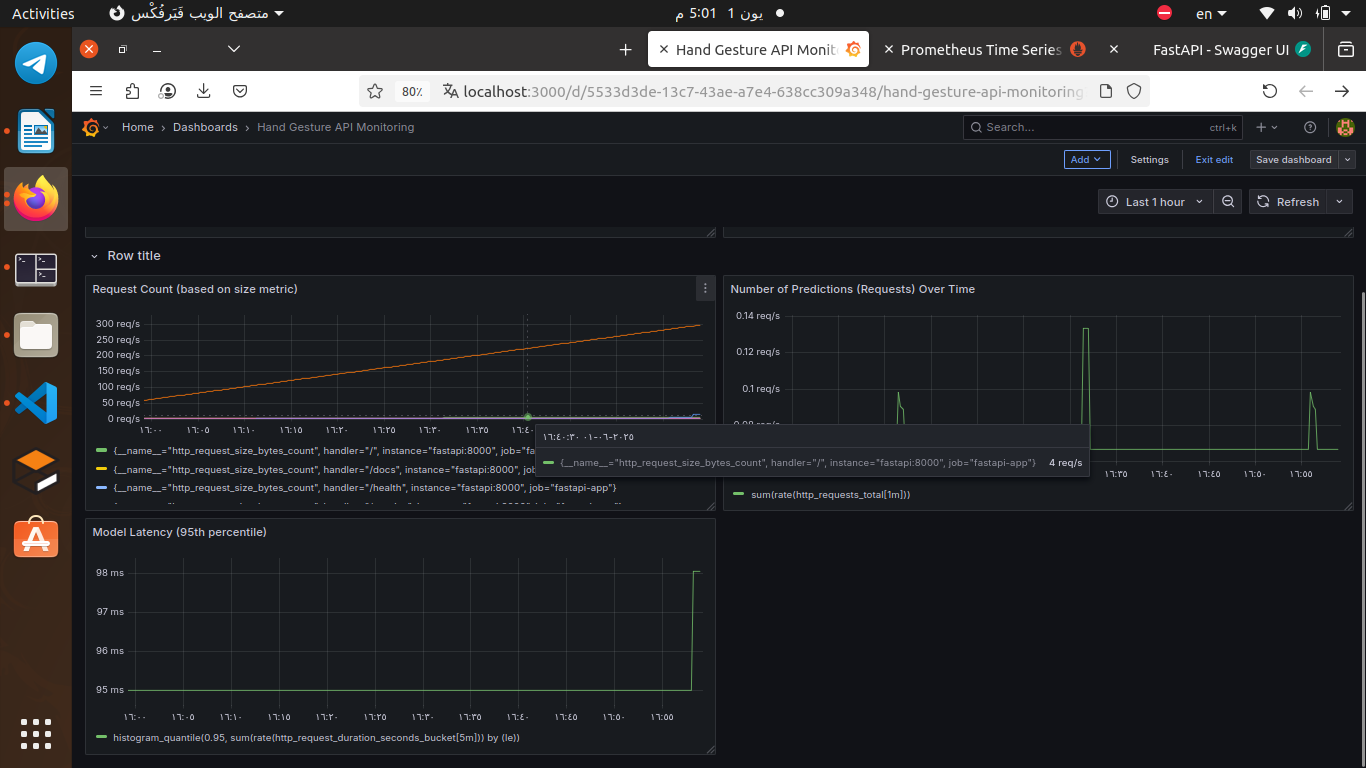 Activities
متصفح الويب فَيَرفُكْس
يون 1 5:01 م
en
Hand Gesture API Monit
Prometheus Time Series
FastAPI - Swagger UI
80%
localhost:3000/d/5533d3de-13c7-43ae-a7e4-638cc309a348/hand-gesture-api-monitoring
Home › Dashboards › Hand Gesture API Monitoring
Search...
ctrl+k
Add
Settings
Exit edit
Save dashboard
Last 1 hour
Refresh
Row title
Request Count (based on size metric)
300 req/s
250 req/s
200 req/s
150 req/s
100 req/s
50 req/s
0 req/s
١٦:٠٠ ١٦:٠٥ ١٦:١٠ ١٦:١٥ ١٦:٢٠ ١٦:٢٥ ١٦:٣٠ ١٦:٣٥
{__name__="http_request_size_bytes_count", handler="/", instance="fastapi:8000", job="fa
{__name__="http_request_size_bytes_count", handler="/docs", instance="fastapi:8000", jo
{__name__="http_request_size_bytes_count", handler="/health", instance="fastapi:8000", job="fastapi-app"}
٢٠٢٥-٠٦-٠١ ١٦:٤٠:٣٠
{__name__="http_request_size_bytes_count", handler="/", instance="fastapi:8000", job="fastapi-app"} 4 req/s
Number of Predictions (Requests) Over Time
0.14 req/s
0.12 req/s
0.1 req/s
١٦:٣٥ ١٦:٤٠ ١٦:٤٥ ١٦:٥٠ ١٦:٥٥
sum(rate(http_requests_total[1m]))
Model Latency (95th percentile)
98 ms
97 ms
96 ms
95 ms
١٦:٠٠ ١٦:٠٥ ١٦:١٠ ١٦:١٥ ١٦:٢٠ ١٦:٢٥ ١٦:٣٠ ١٦:٣٥ ١٦:٤٠ ١٦:٤٥ ١٦:٥٠ ١٦:٥٥
histogram_quantile(0.95, sum(rate(http_request_duration_seconds_bucket[5m])) by (le))